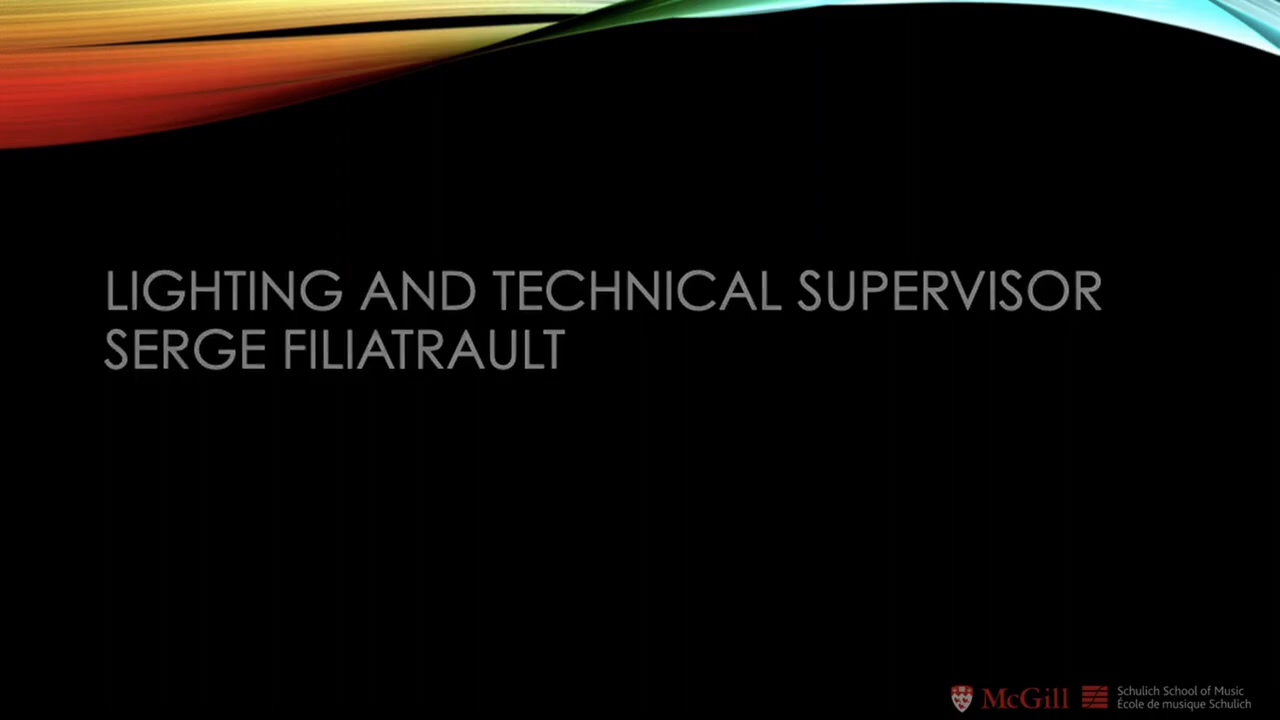 LIGHTING AND TECHNICAL SUPERVISOR
SERGE FILIATRAULT
McGill
Schulich School of Music
École de musique Schulich